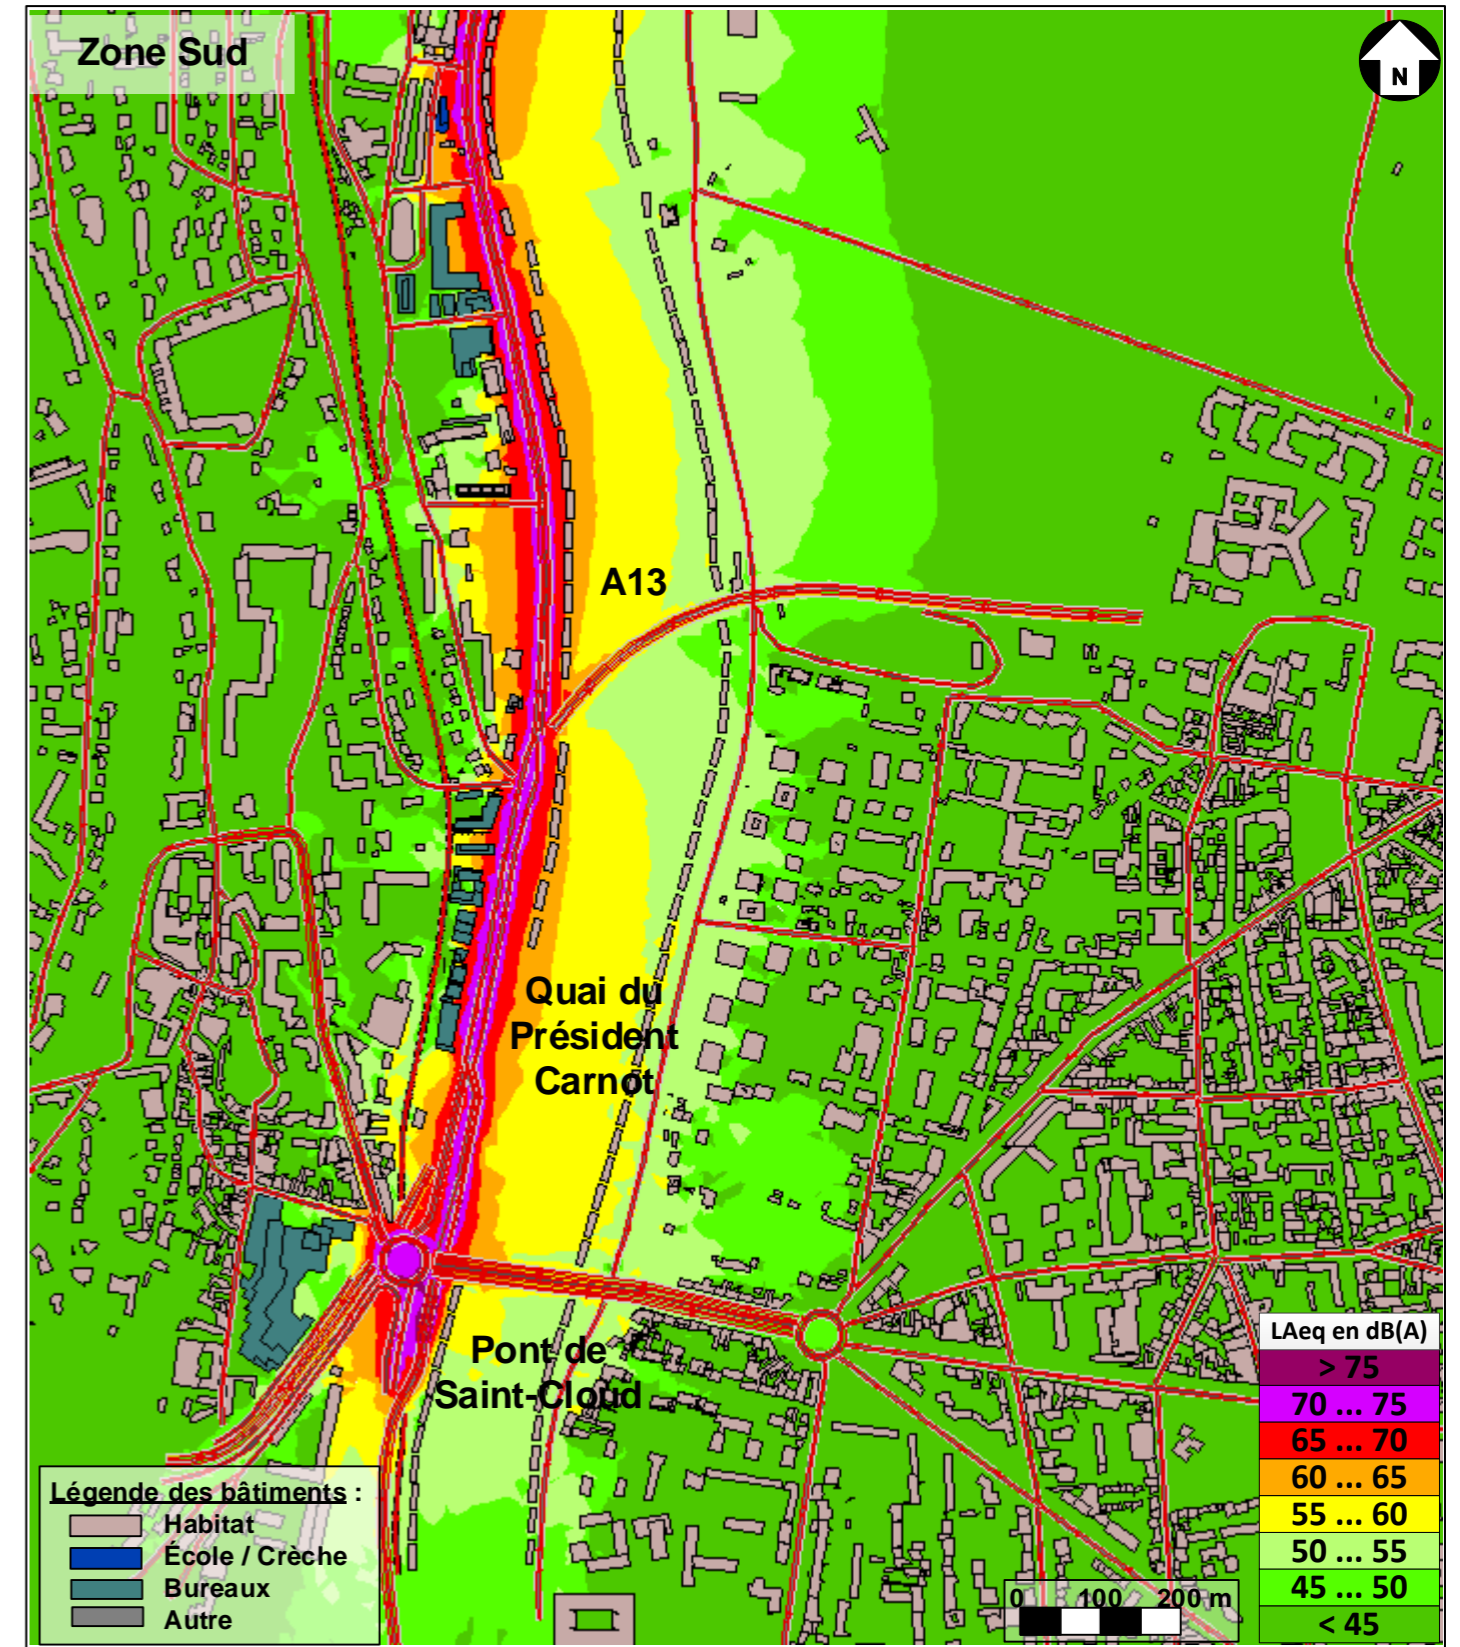 Zone Sud
N
A13
Quai du
Président
Carnot
Pont de
Saint-Cloud
LAeq en dB(A)
> 75
70 ... 75
65 ... 70
60 ... 65
55 ... 60
50 ... 55
45 ... 50
< 45
Légende des bâtiments :
Habitat
École / Crèche
Bureaux
Autre
0 100 200 m